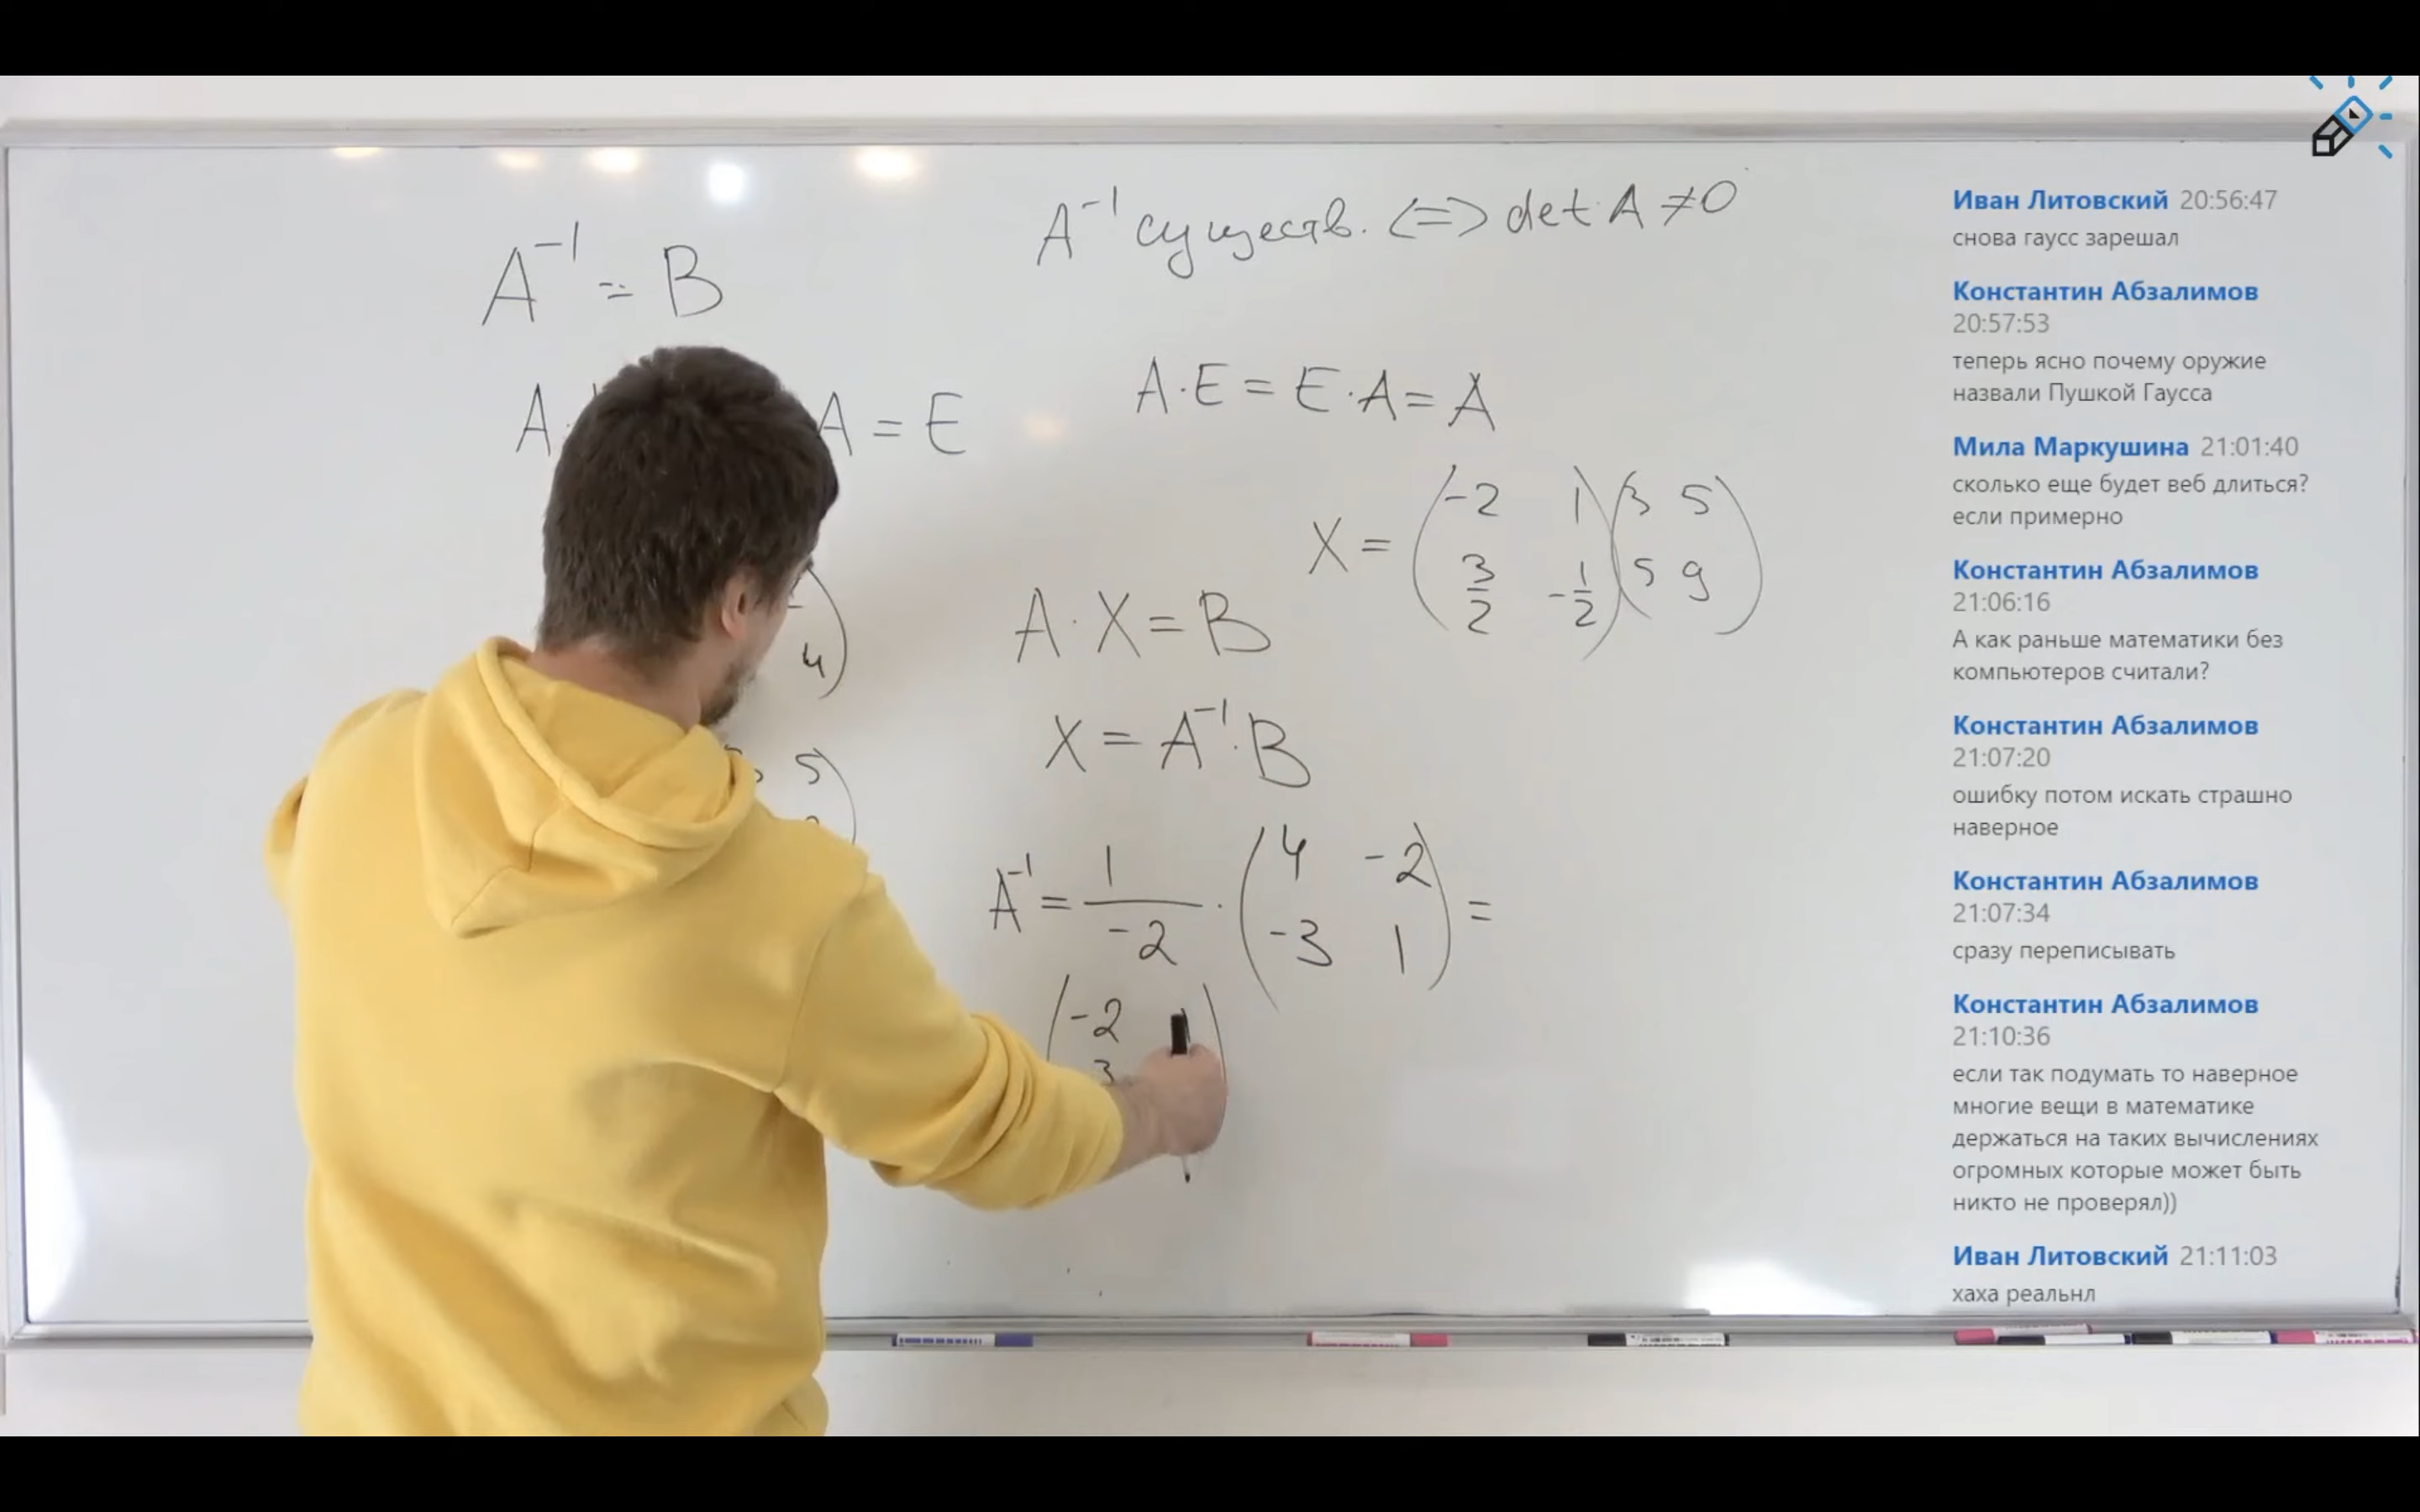 A⁻¹ = B
A⁻¹ существ. <=> det A ≠ 0
A · A = E
A · E = E · A = A
X = ( -2 1 ) ( 3 5 )
( 3/2 -1/2 ) ( 5 9 )
4 )
A · X = B
X = A⁻¹ · B
5 )
A⁻¹ = 1/-2 · ( 4 -2 ) =
( -3 1 )
( -2 )
3
Иван Литовский 20:56:47
снова гаусс зарешал
Константин Абзалимов
20:57:53
теперь ясно почему оружие
назвали Пушкой Гаусса
Мила Маркушина 21:01:40
сколько еще будет веб длиться?
если примерно
Константин Абзалимов
21:06:16
А как раньше математики без
компьютеров считали?
Константин Абзалимов
21:07:20
ошибку потом искать страшно
наверное
Константин Абзалимов
21:07:34
сразу переписывать
Константин Абзалимов
21:10:36
если так подумать то наверное
многие вещи в математике
держаться на таких вычислениях
огромных которые может быть
никто не проверял))
Иван Литовский 21:11:03
хаха реальнл